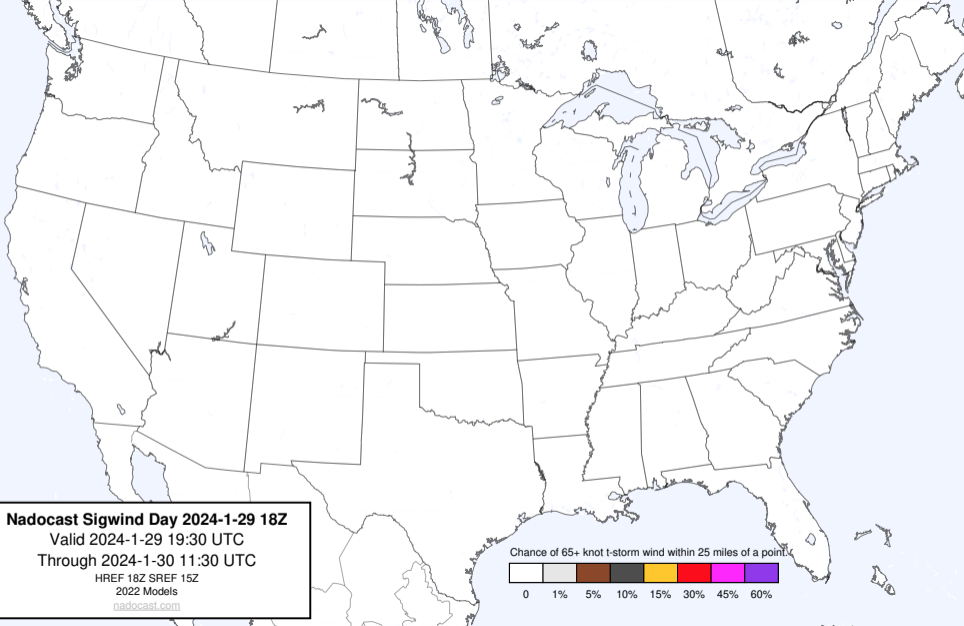 Nadocast Sigwind Day 2024-1-29 18Z
Valid 2024-1-29 19:30 UTC
Through 2024-1-30 11:30 UTC
HREF 18Z SREF 15Z
2022 Models
nadocast.com
Chance of 65+ knot t-storm wind within 25 miles of a point.
0 1% 5% 10% 15% 30% 45% 60%